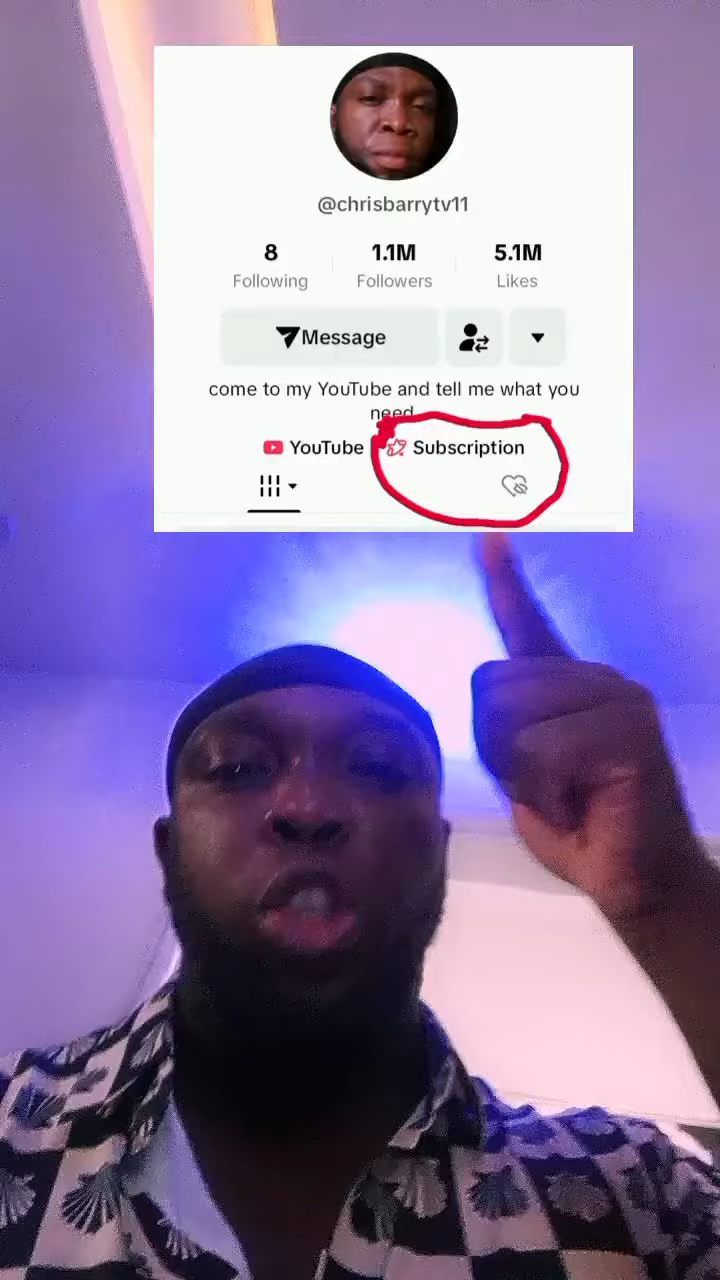 @chrisbarrytv11
8 1.1M 5.1M
Following Followers Likes
Message
come to my YouTube and tell me what you
need
YouTube Subscription